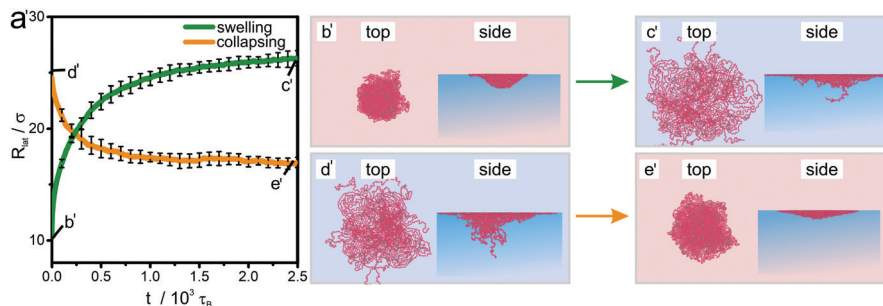 a'
30
20
10
R_lat / σ
swelling
collapsing
d'
c'
b'
e'
0.0 0.5 1.0 1.5 2.0 2.5
t / 10³ τ_B
b' top side
c' top side
d' top side
e' top side